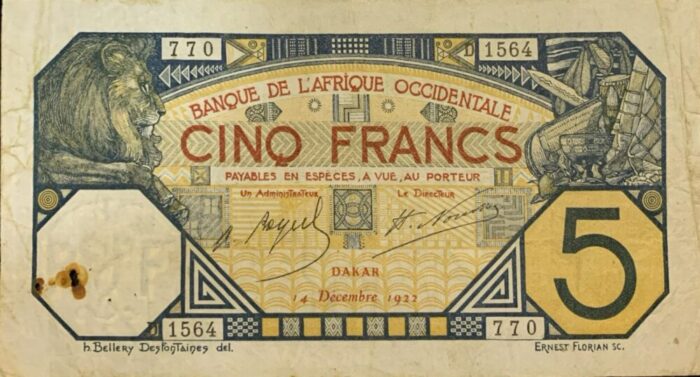 770 D 1564
BANQUE DE L'AFRIQUE OCCIDENTALE
CINQ FRANCS
PAYABLES EN ESPÈCES, A VUE, AU PORTEUR
Un Administrateur Le Directeur
5
DAKAR
14 Décembre 1922
D 1564 770
h. Bellery Desfontaines del. ERNEST FLORIAN SC.